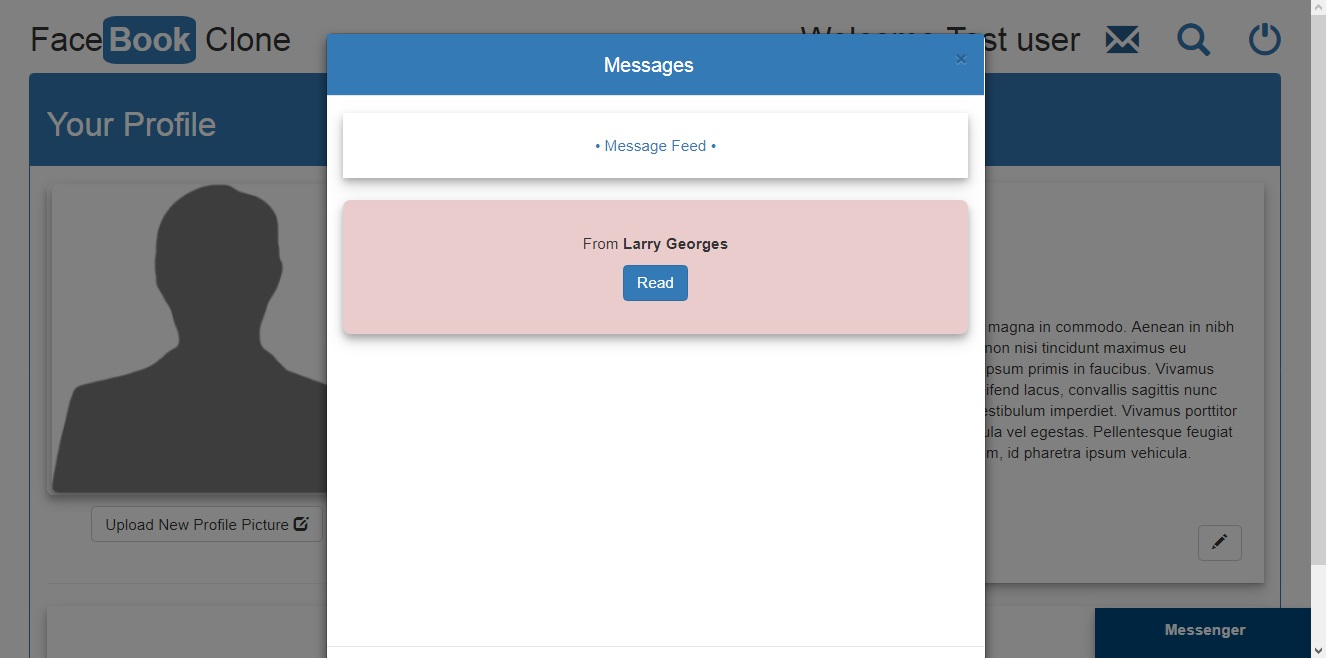 FaceBook Clone
Welcome Test user
Messages
×
Your Profile
• Message Feed •
From Larry Georges
Read
magna in commodo. Aenean in nibh
non nisi tincidunt maximus eu
psum primis in faucibus. Vivamus
eifend lacus, convallis sagittis nunc
estibulum imperdiet. Vivamus porttitor
ula vel egestas. Pellentesque feugiat
m, id pharetra ipsum vehicula.
Upload New Profile Picture
Messenger